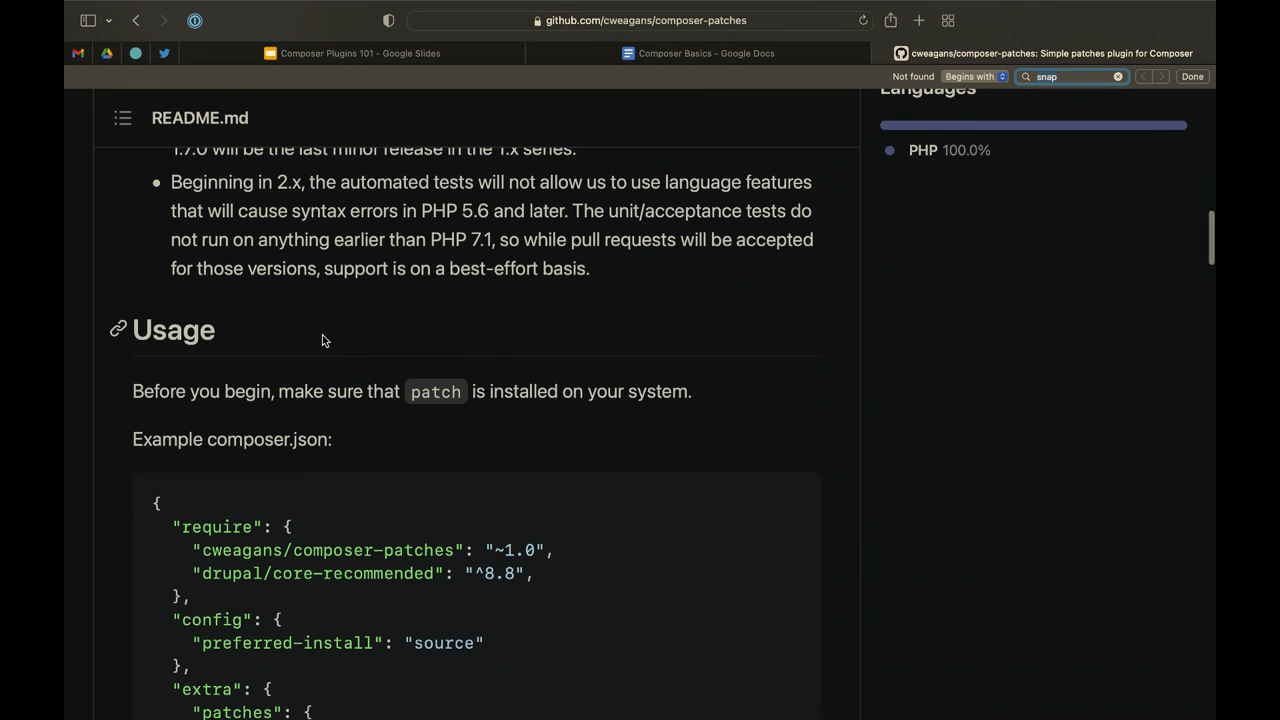 github.com/cweagans/composer-patches
Composer Plugins 101 - Google Slides
Composer Basics - Google Docs
cweagans/composer-patches: Simple patches plugin for Composer
Not found
Begins with
snap
Done
README.md
Languages
PHP 100.0%
1.7.0 will be the last minor release in the 1.x series.
Beginning in 2.x, the automated tests will not allow us to use language features
that will cause syntax errors in PHP 5.6 and later. The unit/acceptance tests do
not run on anything earlier than PHP 7.1, so while pull requests will be accepted
for those versions, support is on a best-effort basis.
Usage
Before you begin, make sure that patch is installed on your system.
Example composer.json:
{
"require": {
"cweagans/composer-patches": "~1.0",
"drupal/core-recommended": "^8.8",
},
"config": {
"preferred-install": "source"
},
"extra": {
"patches": {